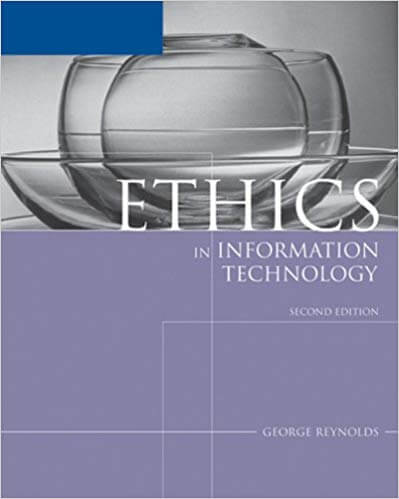 ETHICS
IN INFORMATION
TECHNOLOGY
SECOND EDITION
GEORGE REYNOLDS